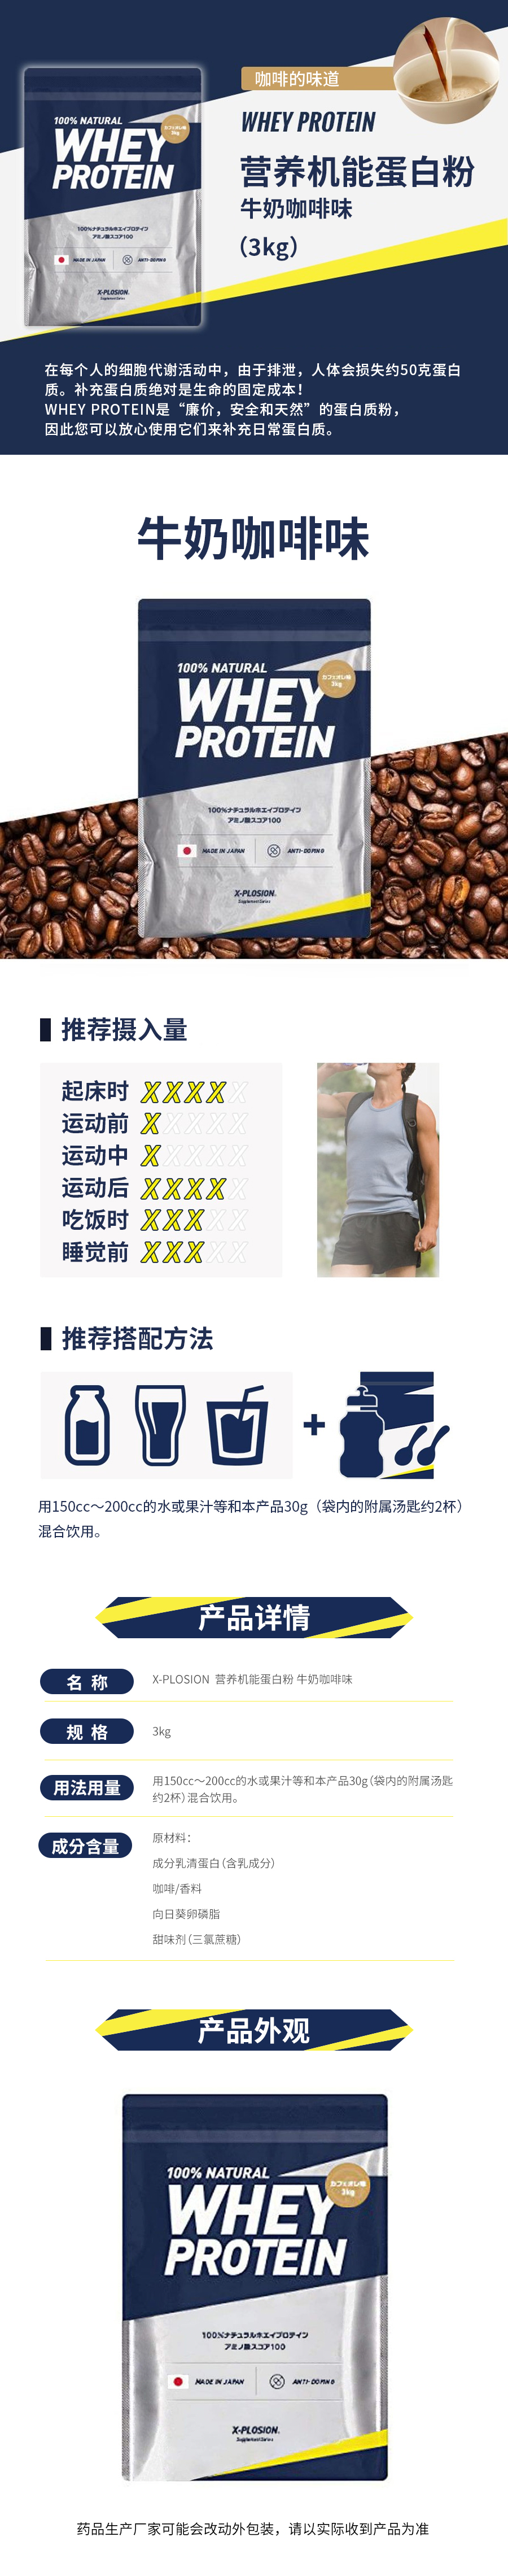 咖啡的味道
100% NATURAL
WHEY
PROTEIN
カフェオレ味
3kg
100%ナチュラルホエイプロテイン
アミノ酸スコア100
MADE IN JAPAN
ANTI-DOPING
X-PLOSION.
Supplement Series
WHEY PROTEIN
营养机能蛋白粉
牛奶咖啡味
（3kg）
在每个人的细胞代谢活动中，由于排泄，人体会损失约50克蛋白
质。补充蛋白质绝对是生命的固定成本！
WHEY PROTEIN是“廉价，安全和天然”的蛋白质粉，
因此您可以放心使用它们来补充日常蛋白质。
牛奶咖啡味
100% NATURAL
WHEY
PROTEIN
カフェオレ味
3kg
100%ナチュラルホエイプロテイン
アミノ酸スコア100
MADE IN JAPAN
ANTI-DOPING
X-PLOSION.
Supplement Series
推荐摄入量
起床时 XXXXX
运动前 XXXXX
运动中 XXXXX
运动后 XXXXX
吃饭时 XXXXX
睡觉前 XXXXX
推荐搭配方法
+
用150cc～200cc的水或果汁等和本产品30g（袋内的附属汤匙约2杯）
混合饮用。
产品详情
名 称
X-PLOSION 营养机能蛋白粉 牛奶咖啡味
规 格
3kg
用法用量
用150cc～200cc的水或果汁等和本产品30g（袋内的附属汤匙
约2杯）混合饮用。
成分含量
原材料：
成分乳清蛋白（含乳成分）
咖啡/香料
向日葵卵磷脂
甜味剂（三氯蔗糖）
产品外观
100% NATURAL
WHEY
PROTEIN
カフェオレ味
3kg
100%ナチュラルホエイプロテイン
アミノ酸スコア100
MADE IN JAPAN
ANTI-DOPING
X-PLOSION.
Supplement Series
药品生产厂家可能会改动外包装，请以实际收到产品为准